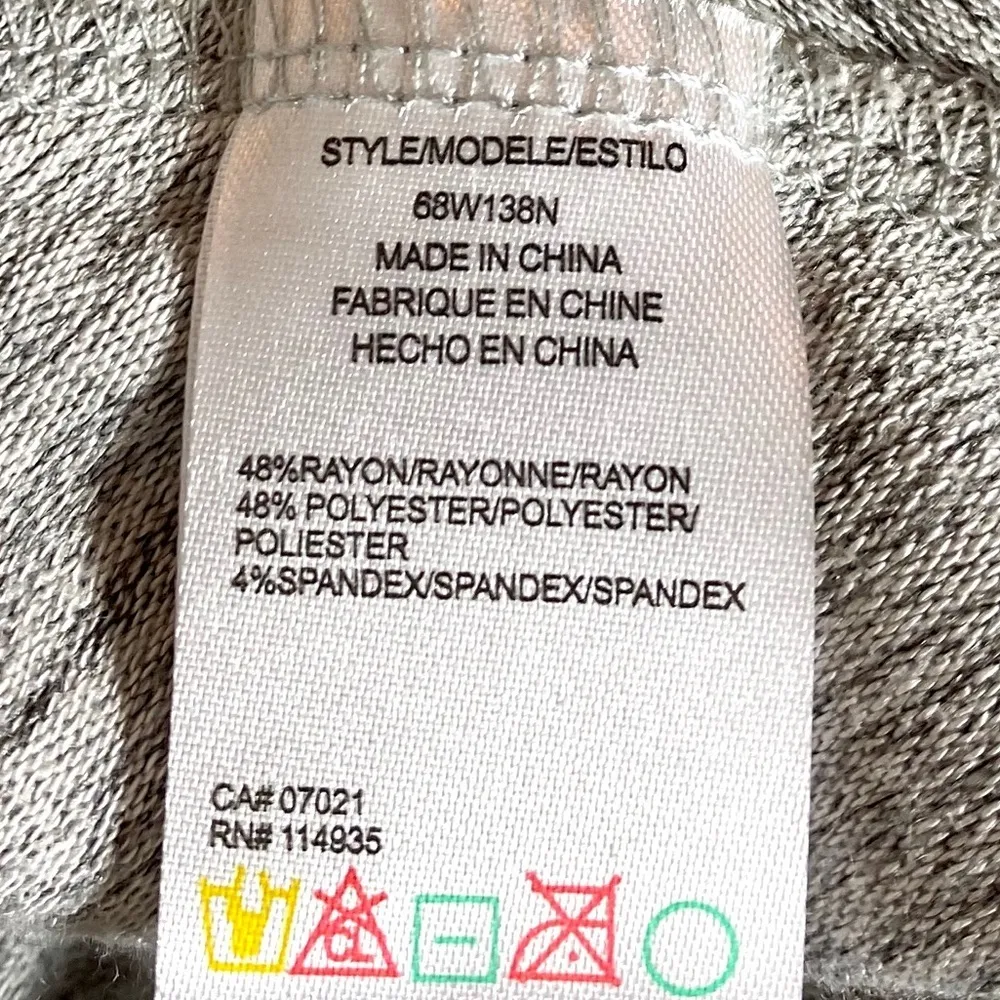 STYLE/MODELE/ESTILO
68W138N
MADE IN CHINA
FABRIQUE EN CHINE
HECHO EN CHINA
48%RAYON/RAYONNE/RAYON
48% POLYESTER/POLYESTER/
POLIESTER
4%SPANDEX/SPANDEX/SPANDEX
CA# 07021
RN# 114935
CL